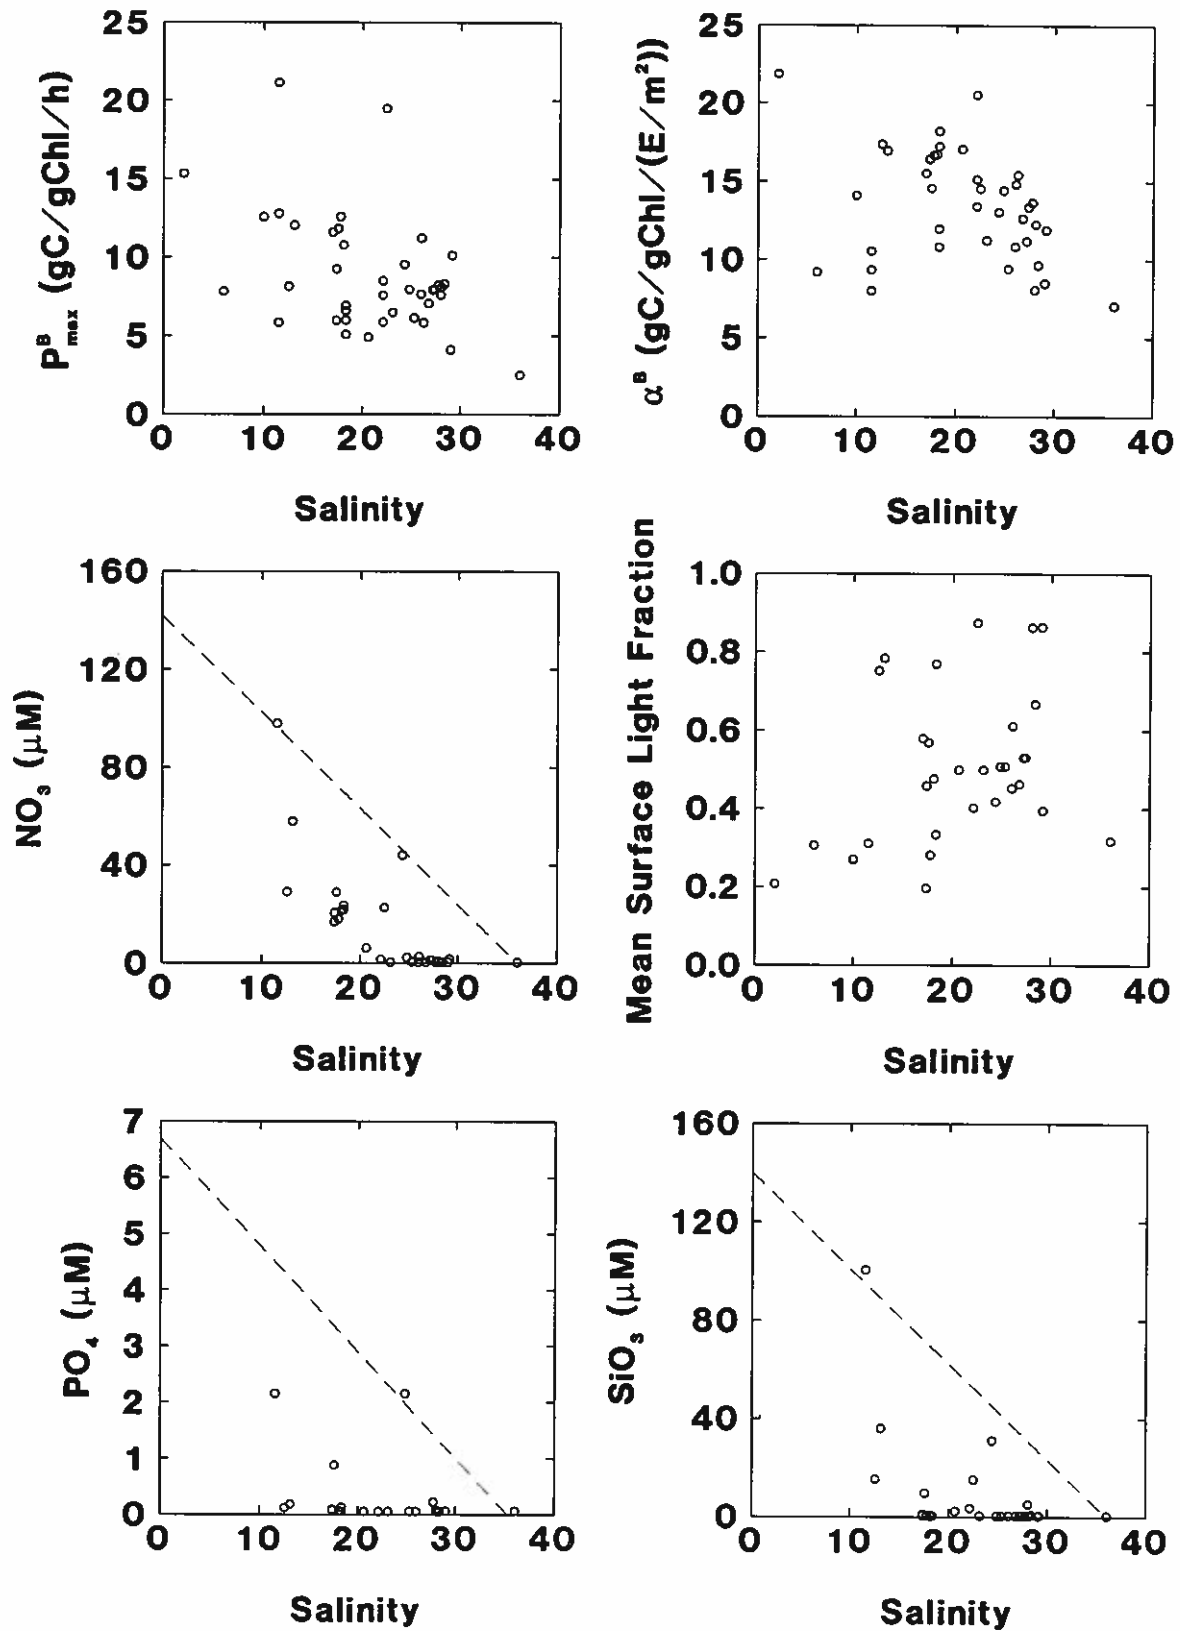 P^B_max (gC/gChl/h)
25
20
15
10
5
0
0 10 20 30 40
Salinity
α^B (gC/gChl/(E/m²))
25
20
15
10
5
0
0 10 20 30 40
Salinity
NO₃ (μM)
160
120
80
40
0
0 10 20 30 40
Salinity
Mean Surface Light Fraction
1.0
0.8
0.6
0.4
0.2
0.0
0 10 20 30 40
Salinity
PO₄ (μM)
7
6
5
4
3
2
1
0
0 10 20 30 40
Salinity
SiO₃ (μM)
160
120
80
40
0
0 10 20 30 40
Salinity